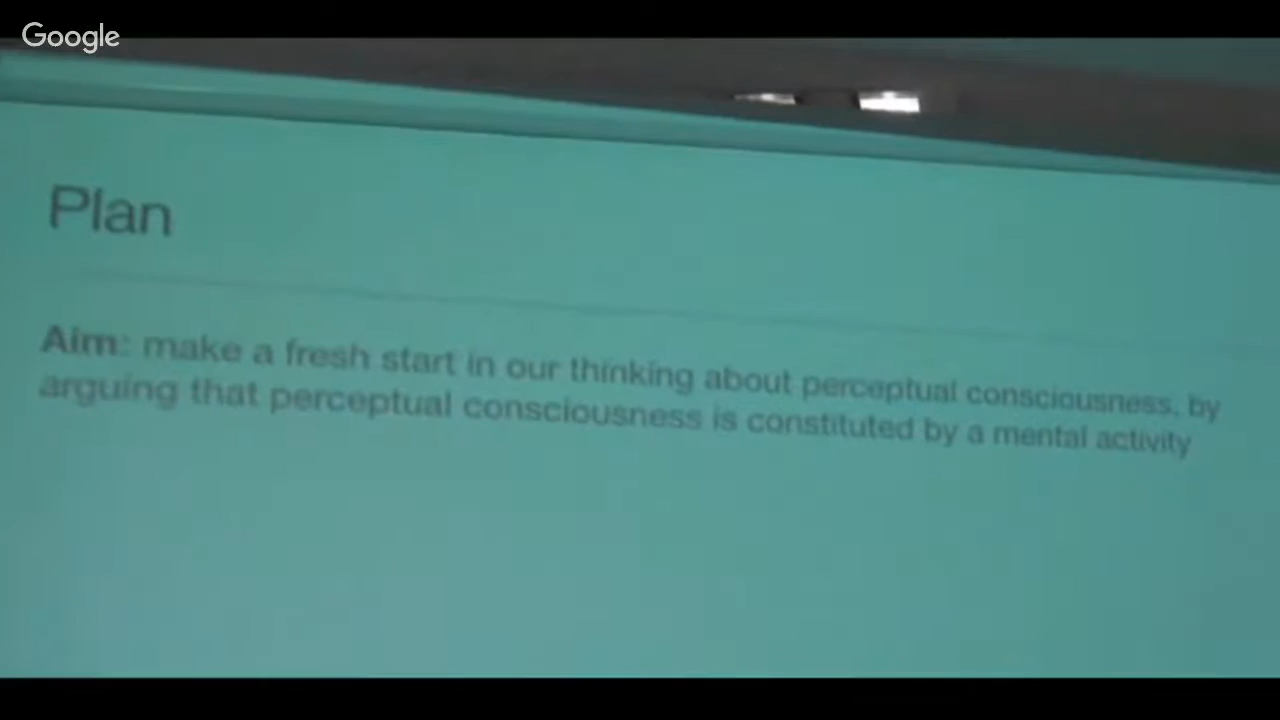 Google
Plan
Aim: make a fresh start in our thinking about perceptual consciousness, by
arguing that perceptual consciousness is constituted by a mental activity